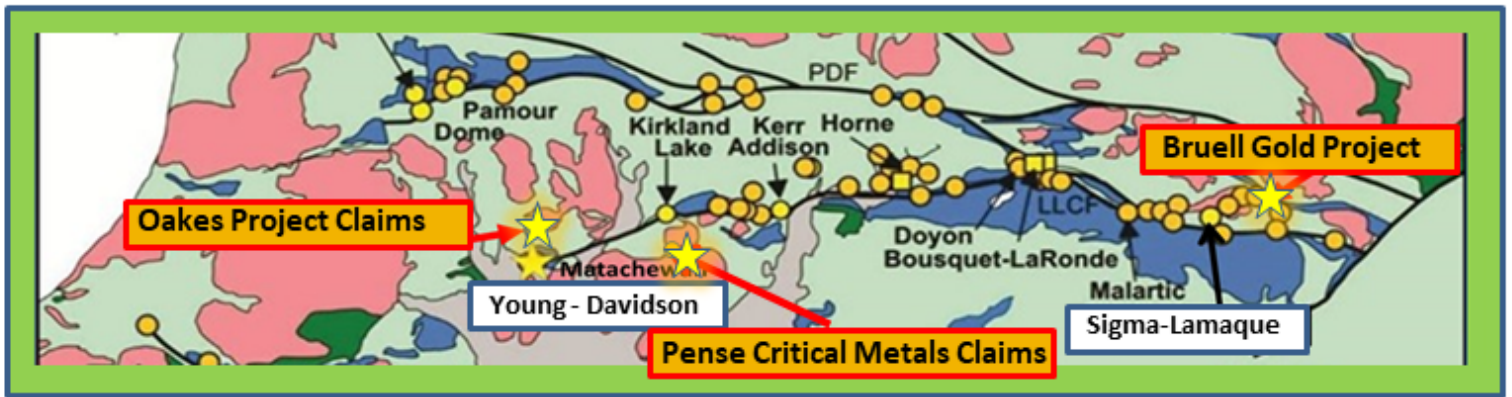 PDF
Pamour
Dome
Kirkland
Lake
Kerr
Addison
Horne
Bruell Gold Project
Oakes Project Claims
LLCF
Doyon
Bousquet-LaRonde
Matachewan
Malartic
Young - Davidson
Sigma-Lamaque
Pense Critical Metals Claims